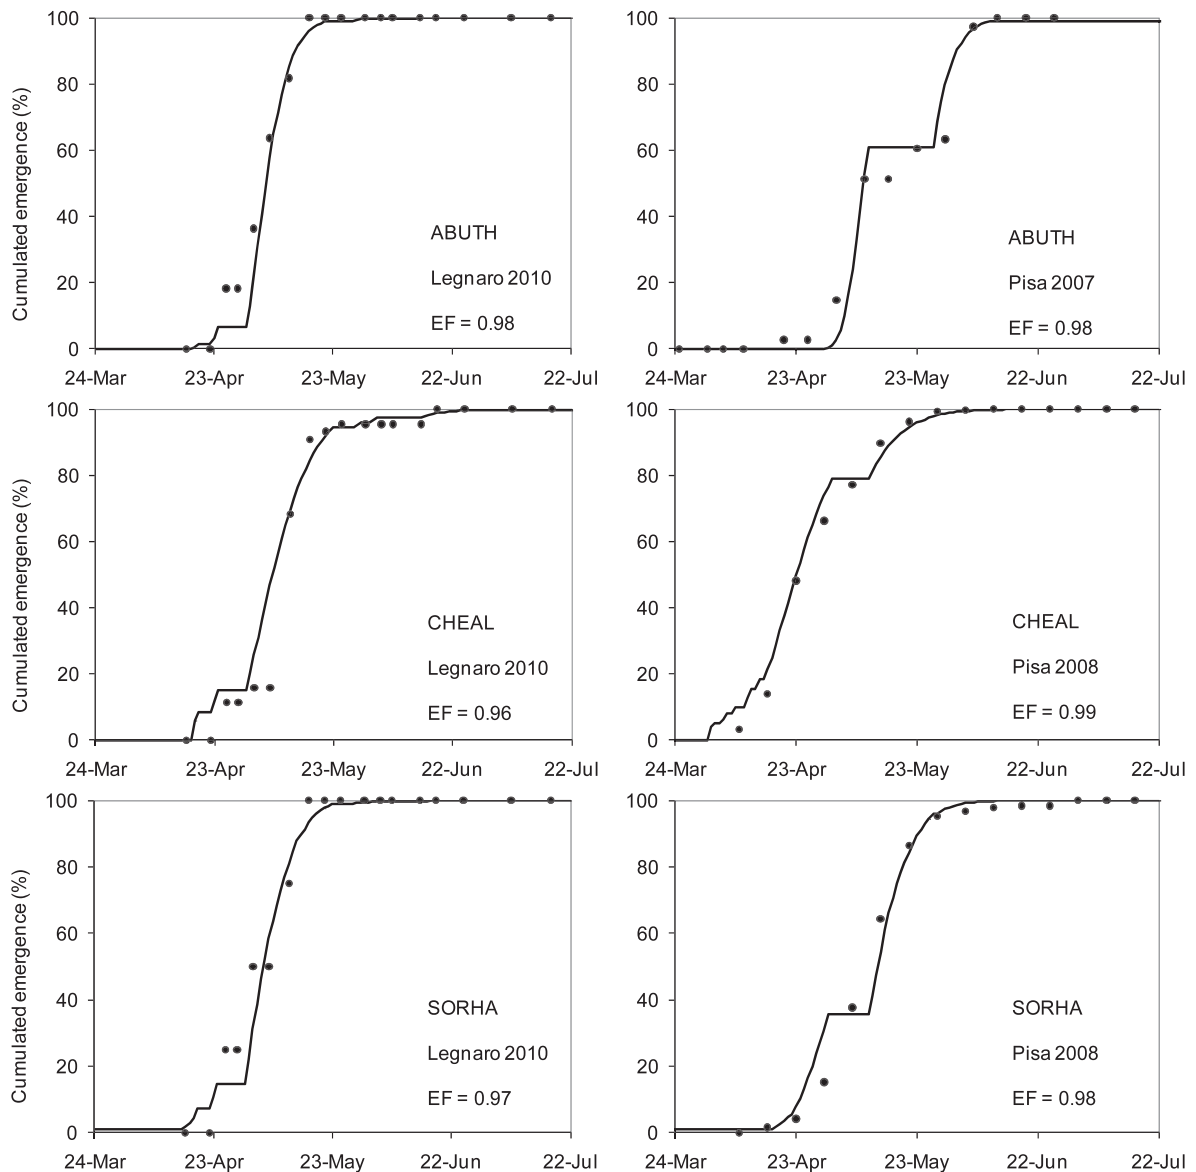 Cumulated emergence (%)
100
80
60
40
20
0
24-Mar 23-Apr 23-May 22-Jun 22-Jul
ABUTH
Legnaro 2010
EF = 0.98
100
80
60
40
20
0
24-Mar 23-Apr 23-May 22-Jun 22-Jul
ABUTH
Pisa 2007
EF = 0.98
Cumulated emergence (%)
100
80
60
40
20
0
24-Mar 23-Apr 23-May 22-Jun 22-Jul
CHEAL
Legnaro 2010
EF = 0.96
100
80
60
40
20
0
24-Mar 23-Apr 23-May 22-Jun 22-Jul
CHEAL
Pisa 2008
EF = 0.99
Cumulated emergence (%)
100
80
60
40
20
0
24-Mar 23-Apr 23-May 22-Jun 22-Jul
SORHA
Legnaro 2010
EF = 0.97
100
80
60
40
20
0
24-Mar 23-Apr 23-May 22-Jun 22-Jul
SORHA
Pisa 2008
EF = 0.98